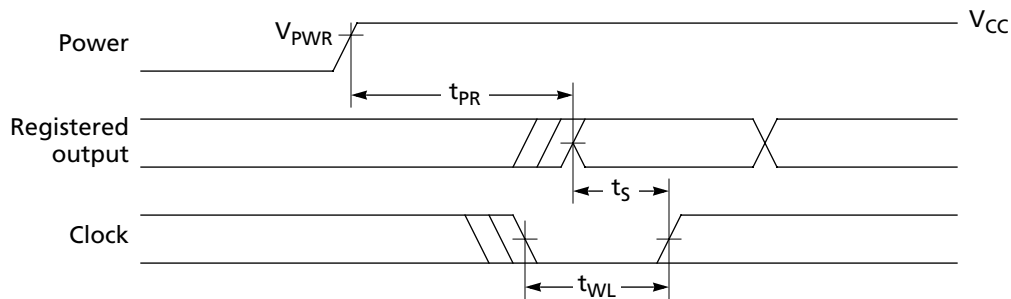 Power
V_PWR
V_CC
t_PR
Registered
output
t_S
Clock
t_WL